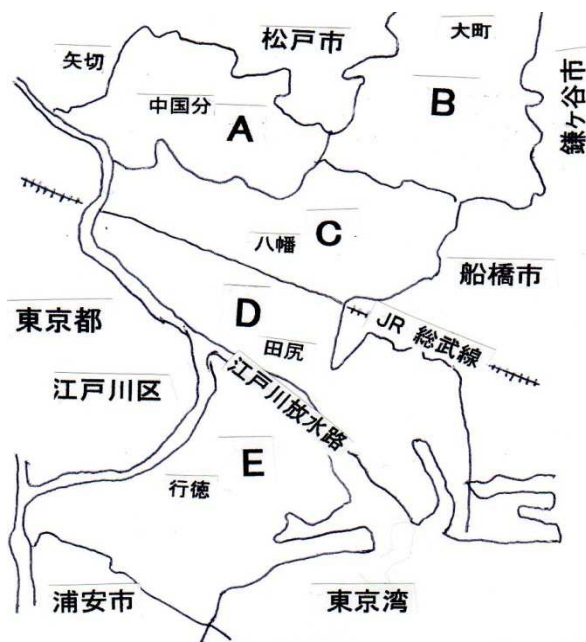 松戸市
大町
矢切
中国分
A
B
鎌ヶ谷市
八幡
C
船橋市
東京都
D
田尻
JR 総武線
江戸川区
江戸川放水路
E
行徳
浦安市
東京湾